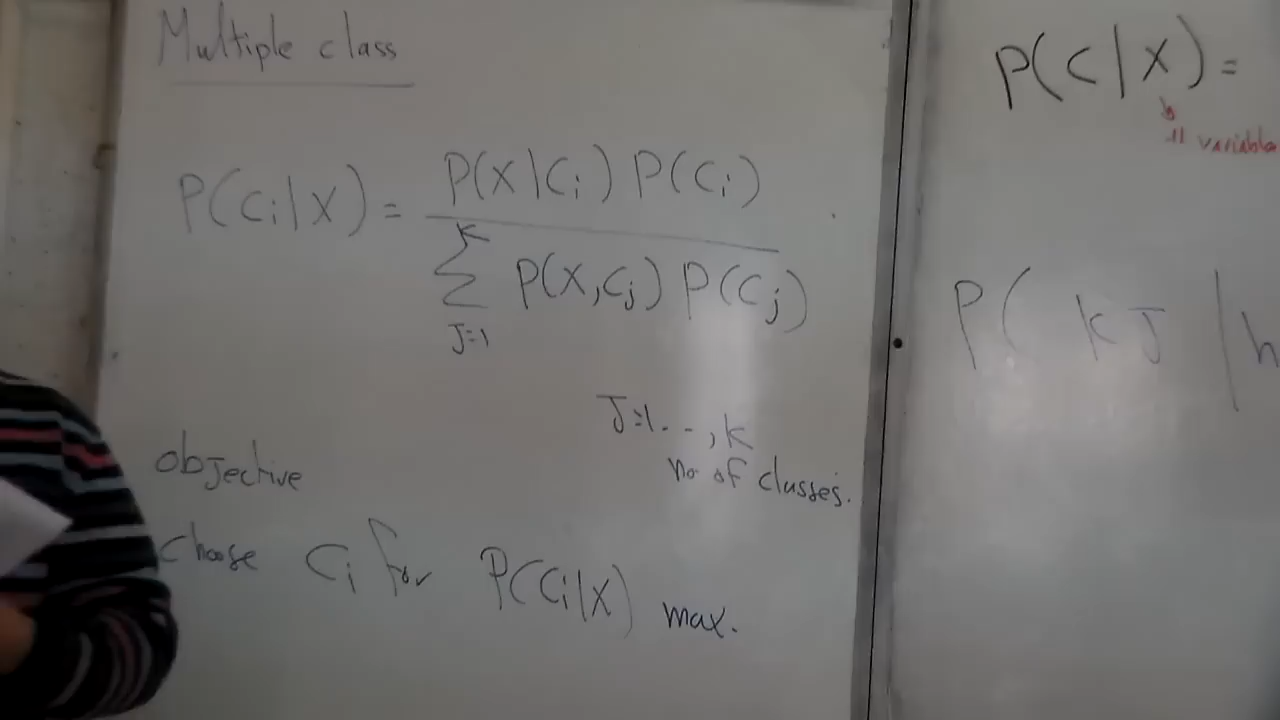 Multiple class
P(Ci|X) = P(X|Ci) P(Ci)
K
∑ P(X,Cj) P(Cj)
J=1
J=1..,K
no of classes.
objective
choose Ci for P(Ci|X) max.
P(C|X)=
variable
P( KJ | h